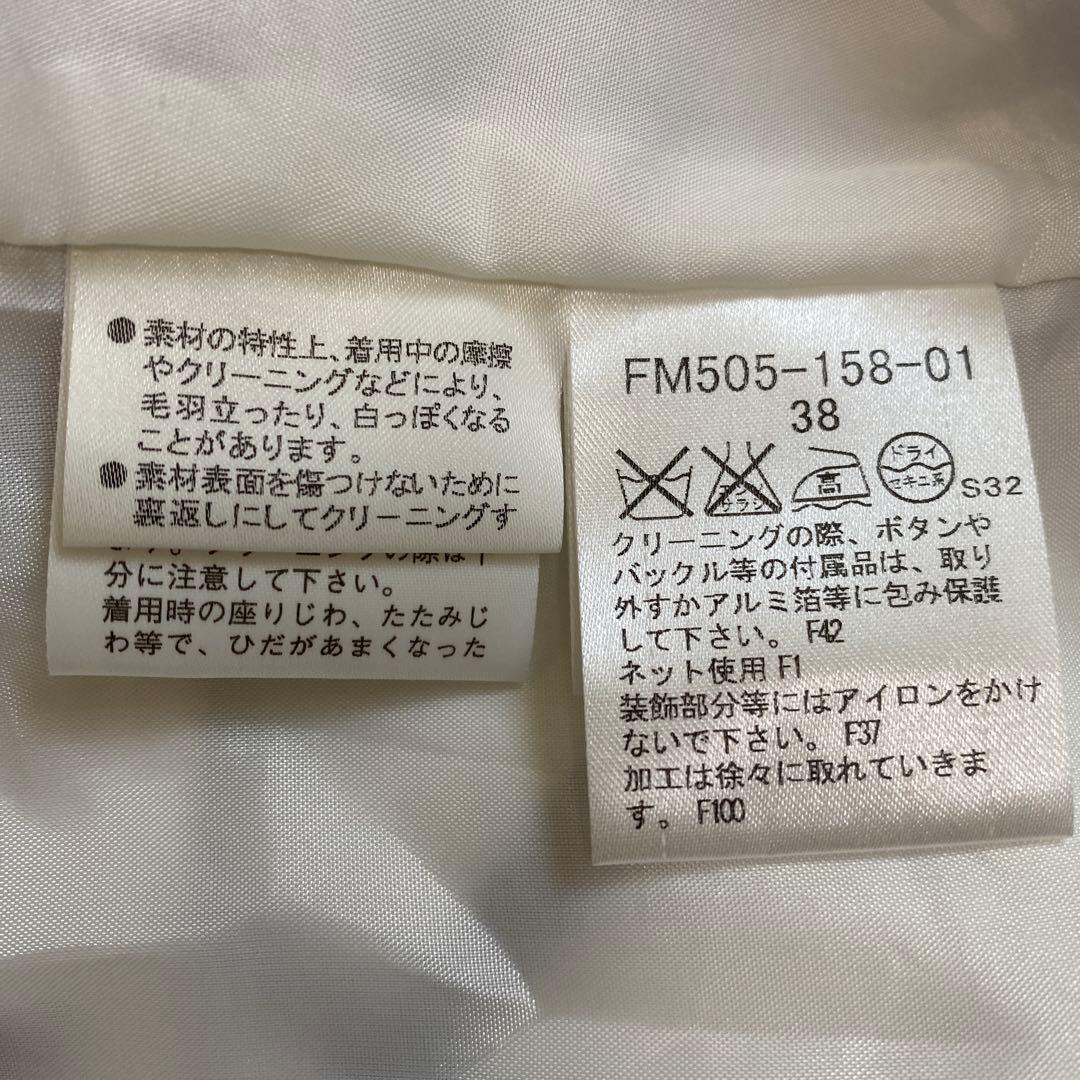 ● 素材の特性上、着用中の摩擦
やクリーニングなどにより、
毛羽立ったり、白っぽくなる
ことがあります。
● 素材表面を傷つけないために
裏返しにしてクリーニングす
分に注意して下さい。
着用時の座りじわ、たたみじ
わ等で、ひだがあまくなった
FM505-158-01
38
エンソ サラシ 高 ドライ
セキユ系 S32
クリーニングの際、ボタンや
バックル等の付属品は、取り
外すかアルミ箔等に包み保護
して下さい。 F42
ネット使用 F1
装飾部分等にはアイロンをかけ
ないで下さい。 F37
加工は徐々に取れていきま
す。 F100